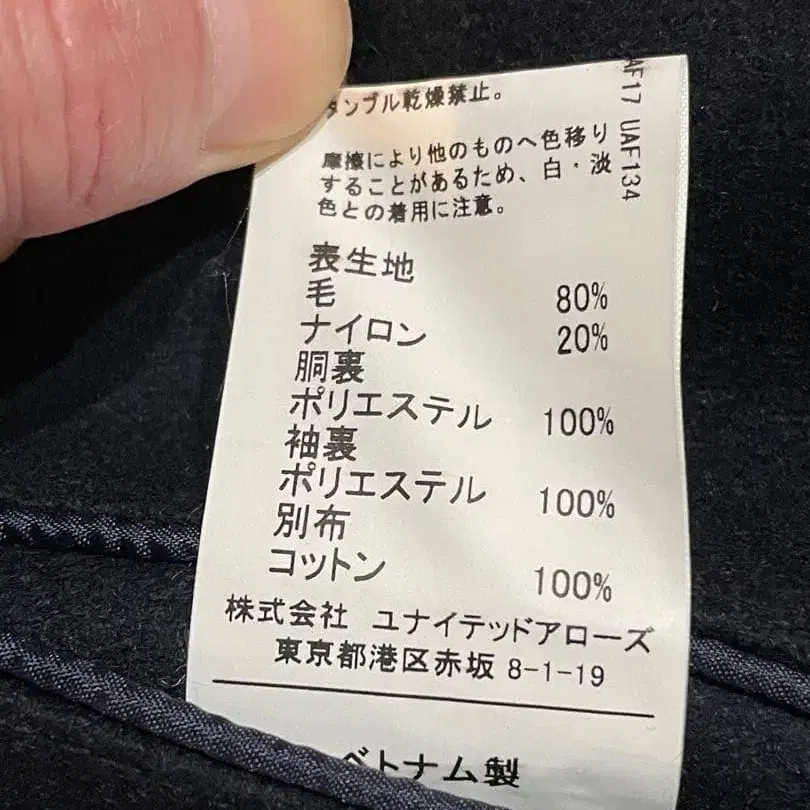 タンブル乾燥禁止。
摩擦により他のものへ色移り
することがあるため、白・淡
色との着用に注意。
表生地
毛 80%
ナイロン 20%
胴裏
ポリエステル 100%
袖裏
ポリエステル 100%
別布
コットン 100%
株式会社 ユナイテッドアローズ
東京都港区赤坂 8-1-19
ベトナム製
AF17 UAF134